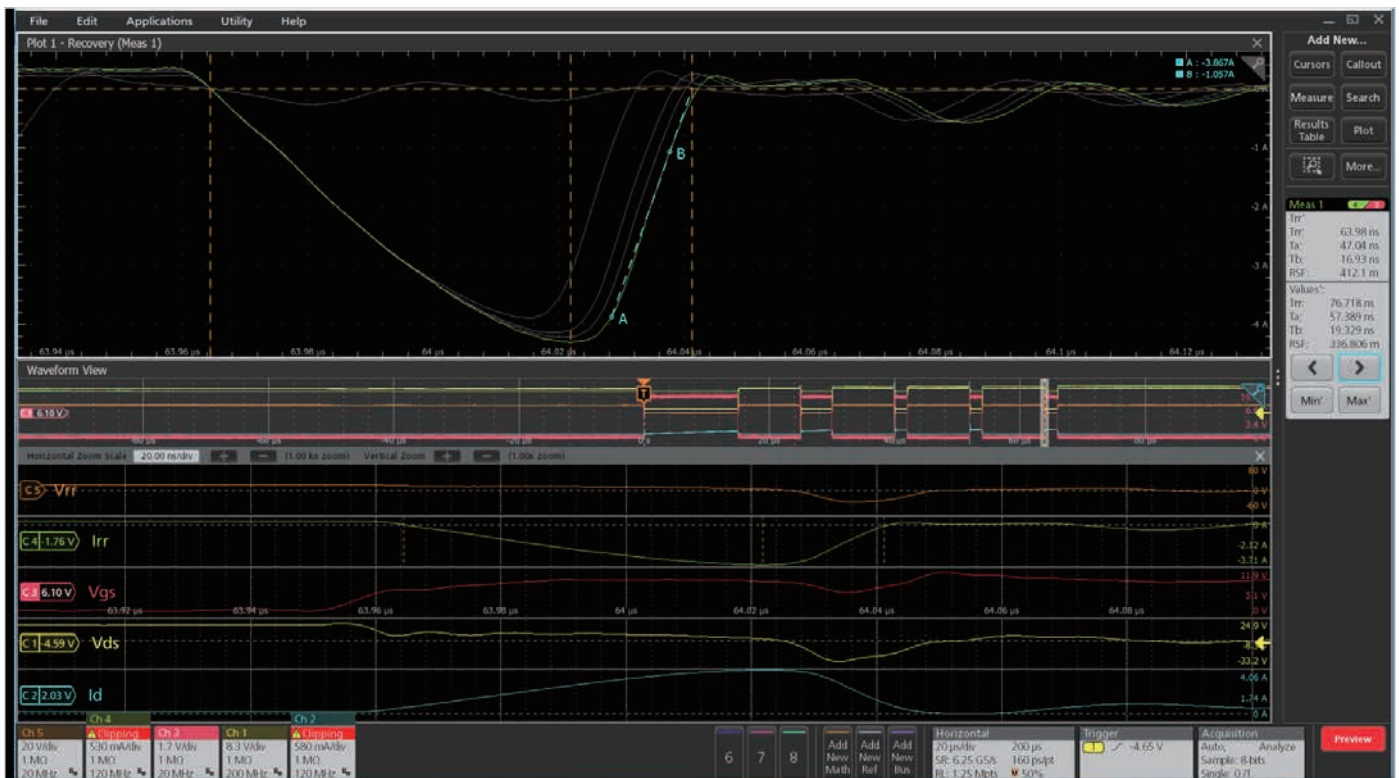 File Edit Applications Utility Help
Plot 1 - Recovery (Meas 1)
A : -3.867A
B : -1.057A
-1 A
-2 A
-3 A
-4 A
A
B
63.94 µs 63.96 µs 63.98 µs 64 µs 64.02 µs 64.04 µs 64.06 µs 64.08 µs 64.1 µs 64.12 µs
Waveform View
6.10 V
T
3.4 V
-80 µs -60 µs -40 µs -20 µs 0 s 20 µs 40 µs 60 µs 80 µs
Horizontal Zoom Scale 20.00 ns/div + - (1.00 kx zoom) Vertical Zoom + - (1.00x zoom)
C 5 Vrr
80 V
0 V
-60 V
C 4 -1.76 V Irr
0 A
-2.12 A
-3.71 A
C 3 6.10 V Vgs
11.9 V
5.1 V
0 V
63.92 µs 63.94 µs 63.96 µs 63.98 µs 64 µs 64.02 µs 64.04 µs 64.06 µs 64.08 µs
C 1 -4.59 V Vds
24.9 V
-33.2 V
C 2 2.03 V Id
4.06 A
1.74 A
0 A
Ch 5
20 V/div
1 MΩ
20 MHz
Ch 4
Clipping
530 mA/div
1 MΩ
120 MHz
Ch 3
1.7 V/div
1 MΩ
20 MHz
Ch 1
8.3 V/div
1 MΩ
200 MHz
Ch 2
Clipping
580 mA/div
1 MΩ
120 MHz
6 7 8
Add New Math
Add New Ref
Add New Bus
Horizontal
20 µs/div 200 µs
SR: 6.25 GS/s 160 ps/pt
RL: 1.25 Mpts 50%
Trigger
1 -4.65 V
Acquisition
Auto, Analyze
Sample: 8 bits
Single: 0/1
Preview
Add New...
Cursors Callout
Measure Search
Results Table Plot
More...
Meas 1 4 3
Trr'
Trr: 63.98 ns
Ta: 47.04 ns
Tb: 16.93 ns
RSF: 412.1 m
Values':
Trr: 76.718 ns
Ta: 57.389 ns
Tb: 19.329 ns
RSF: 336.806 m
< >
Min' Max'